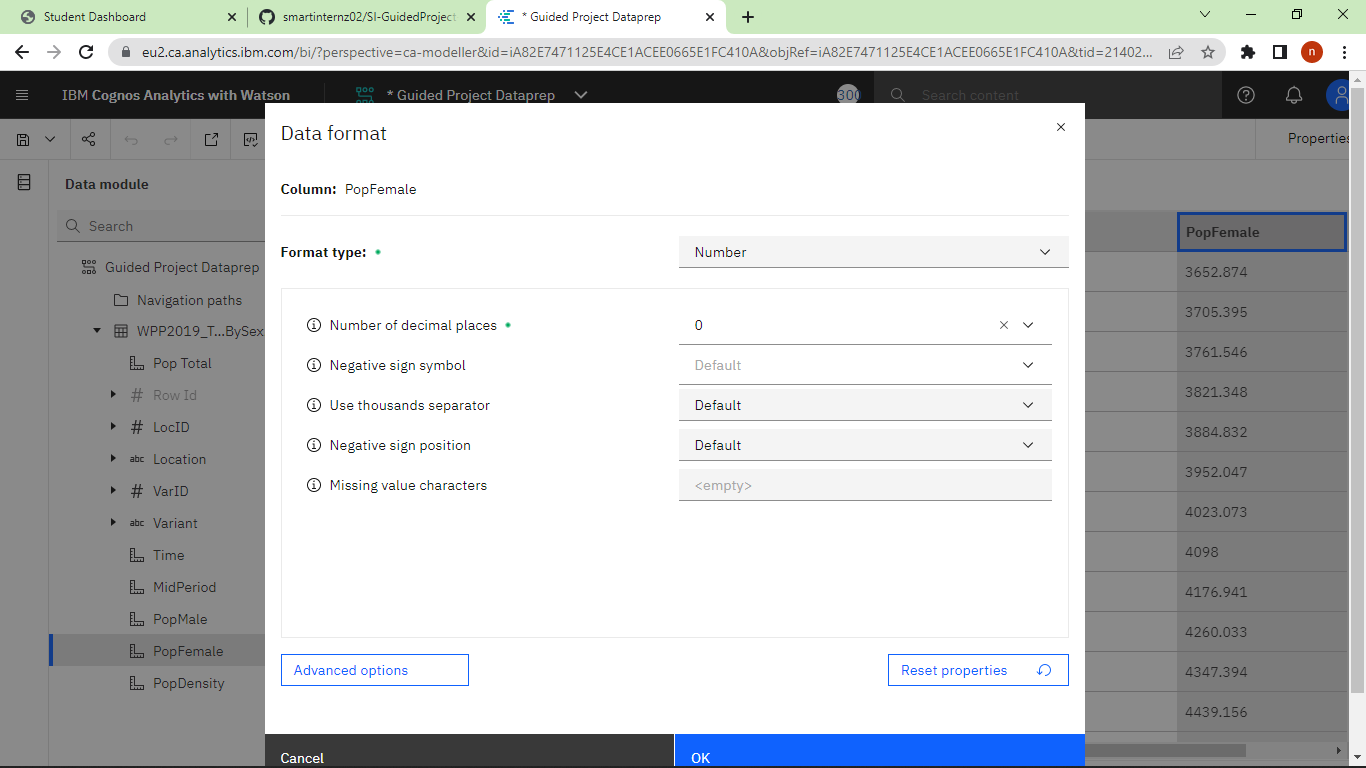 Student Dashboard
smartinternz02/SI-GuidedProject
* Guided Project Dataprep
eu2.ca.analytics.ibm.com/bi/?perspective=ca-modeller&id=iA82E7471125E4CE1ACEE0665E1FC410A&objRef=iA82E7471125E4CE1ACEE0665E1FC410A&tid=21402...
n
IBM Cognos Analytics with Watson
* Guided Project Dataprep
300
Search content
Properties
Data module
Search
Guided Project Dataprep
Navigation paths
WPP2019_T...BySex
Pop Total
Row Id
LocID
abc Location
VarID
abc Variant
Time
MidPeriod
PopMale
PopFemale
PopDensity
Data format
Column: PopFemale
Format type: Number
Number of decimal places 0
Negative sign symbol Default
Use thousands separator Default
Negative sign position Default
Missing value characters <empty>
Advanced options
Reset properties
Cancel
OK
PopFemale
3652.874
3705.395
3761.546
3821.348
3884.832
3952.047
4023.073
4098
4176.941
4260.033
4347.394
4439.156